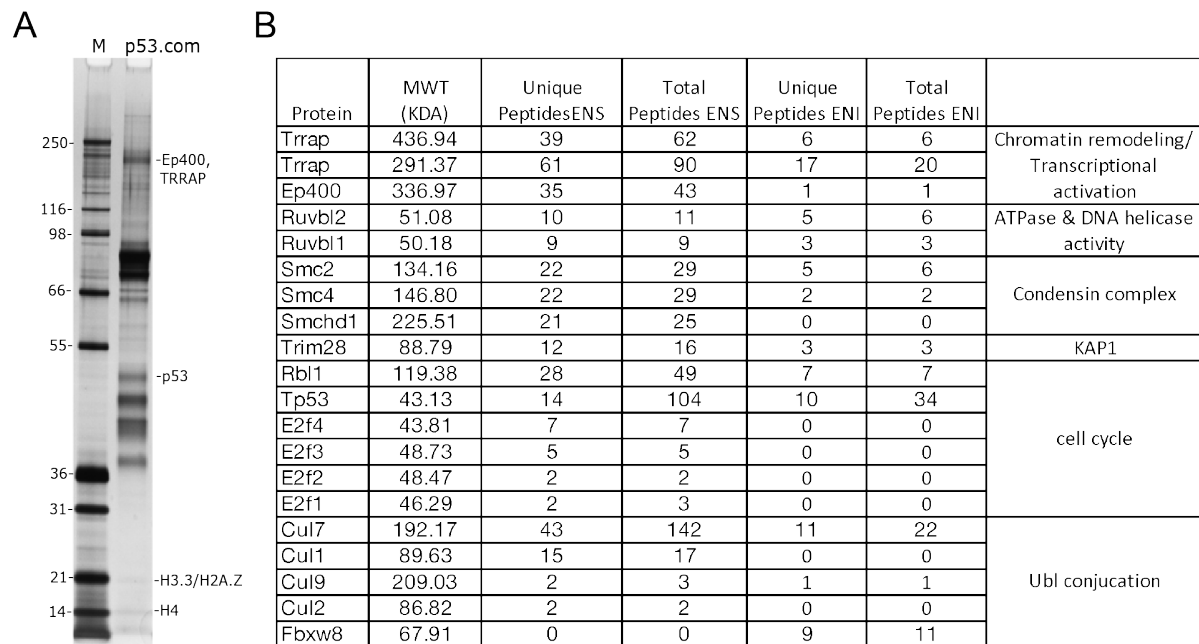 A
M p53.com
250-
116-
98-
66-
55-
36-
31-
21-
14-
-Ep400,
TRRAP
-p53
-H3.3/H2A.Z
-H4
B
Protein MWT (KDA) Unique PeptidesENS Total Peptides ENS Unique Peptides ENI Total Peptides ENI
Trrap 436.94 39 62 6 6 Chromatin remodeling/
Trrap 291.37 61 90 17 20 Transcriptional
Ep400 336.97 35 43 1 1 activation
Ruvbl2 51.08 10 11 5 6 ATPase & DNA helicase
Ruvbl1 50.18 9 9 3 3 activity
Smc2 134.16 22 29 5 6
Smc4 146.80 22 29 2 2 Condensin complex
Smchd1 225.51 21 25 0 0
Trim28 88.79 12 16 3 3 KAP1
Rbl1 119.38 28 49 7 7
Tp53 43.13 14 104 10 34
E2f4 43.81 7 7 0 0 cell cycle
E2f3 48.73 5 5 0 0
E2f2 48.47 2 2 0 0
E2f1 46.29 2 3 0 0
Cul7 192.17 43 142 11 22
Cul1 89.63 15 17 0 0
Cul9 209.03 2 3 1 1 Ubl conjucation
Cul2 86.82 2 2 0 0
Fbxw8 67.91 0 0 9 11